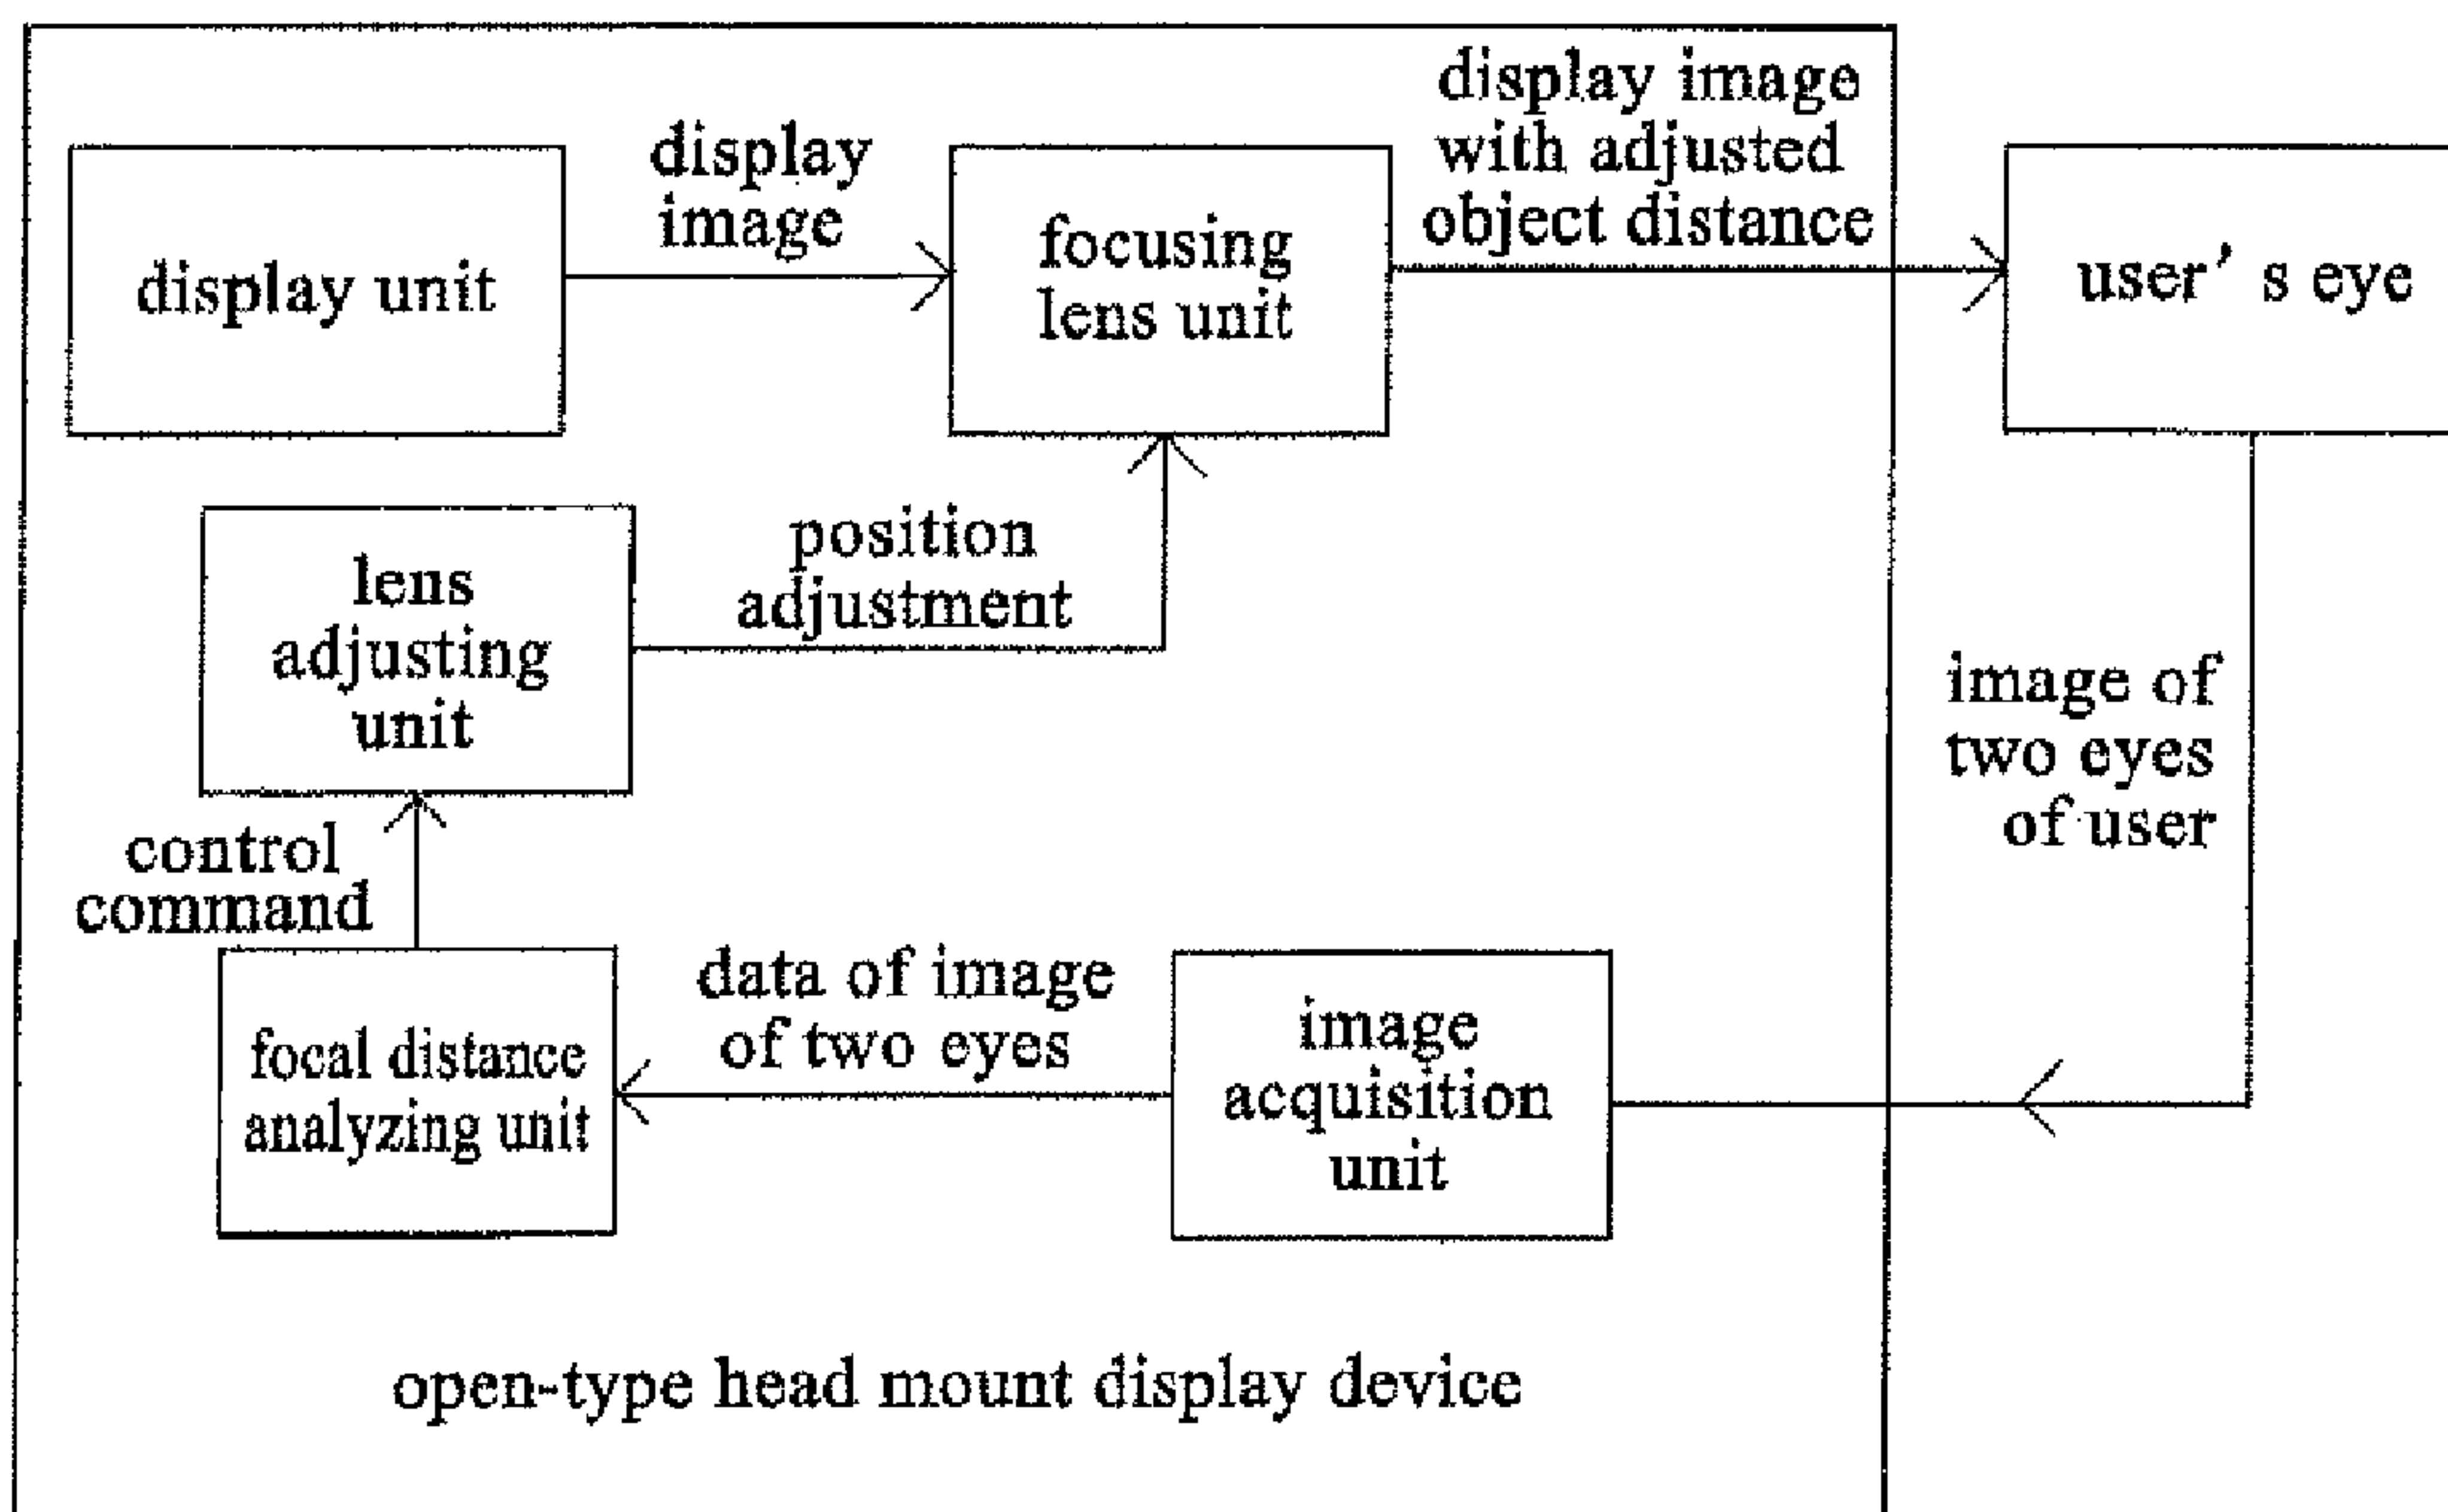 display unit
display
image
focusing
lens unit
display image
with adjusted
object distance
user' s eye
lens
adjusting
unit
position
adjustment
image of
two eyes
of user
control
command
focal distance
analyzing unit
data of image
of two eyes
image
acquisition
unit
open-type head mount display device